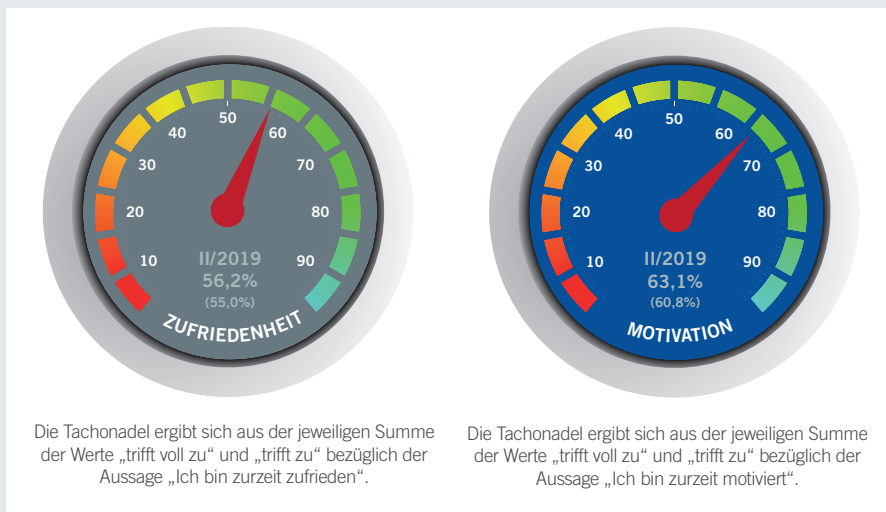 10
20
30
40
50
60
70
80
90
II/2019
56,2%
(55,0%)
ZUFRIEDENHEIT
Die Tachonadel ergibt sich aus der jeweiligen Summe
der Werte „trifft voll zu“ und „trifft zu“ bezüglich der
Aussage „Ich bin zurzeit zufrieden“.
10
20
30
40
50
60
70
80
90
II/2019
63,1%
(60,8%)
MOTIVATION
Die Tachonadel ergibt sich aus der jeweiligen Summe
der Werte „trifft voll zu“ und „trifft zu“ bezüglich der
Aussage „Ich bin zurzeit motiviert“.